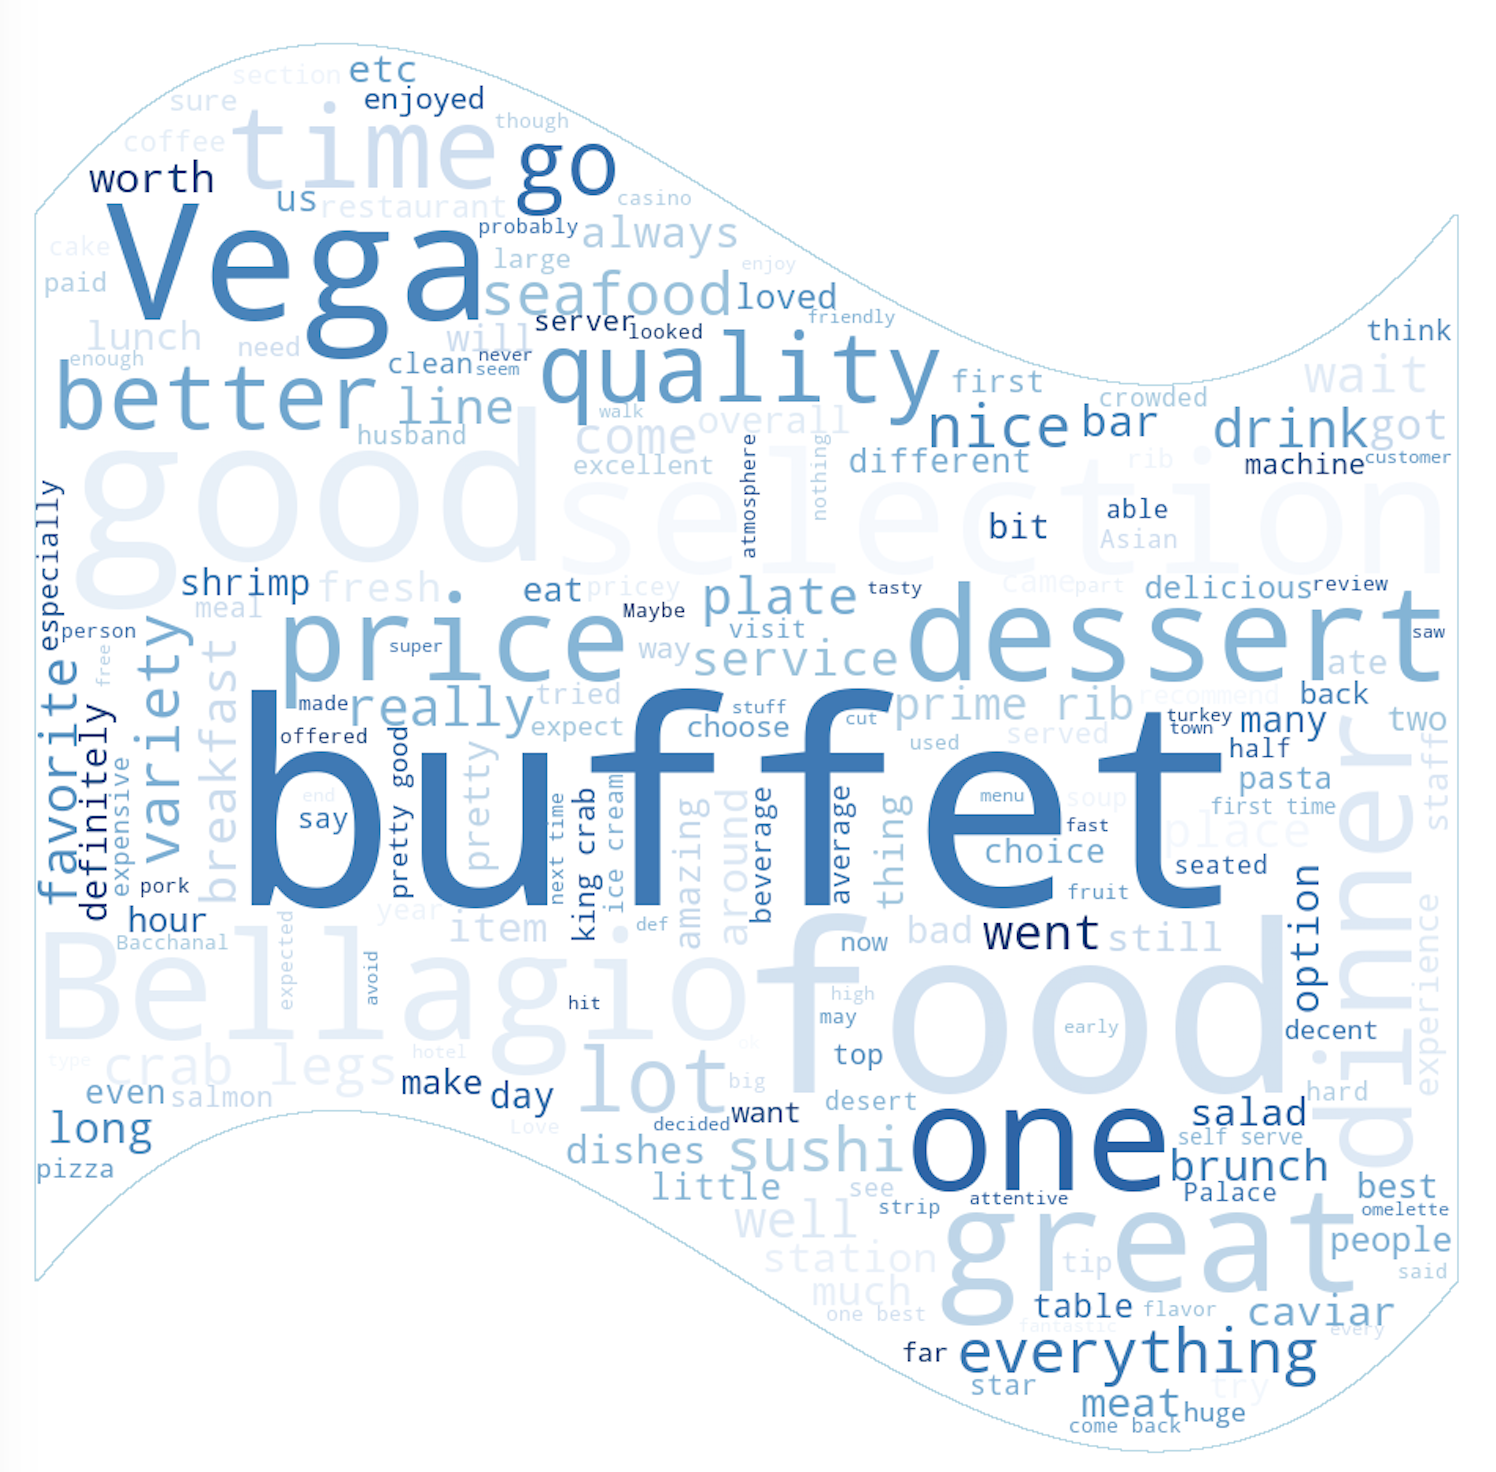 section etc
sure enjoyed
coffee time though
worth go
us restaurant casino
Vega probably always
cake large enjoy
paid seafood loved
lunch will server looked friendly think
enough need clean never seem quality first wait
better line walk overall nice bar crowded drink got
husband come excellent different rib machine customer
good selection
especially atmosphere nothing bit able Asian
shrimp fresh eat pricey plate tasty came part delicious review
meal price Maybe visit dessert saw
person super way service ate
free variety breakfast favorite
made really tried stuff prime rib recommend back
definitely offered expect choose cut turkey town many two
buffet used served half staff
expensive pretty good pretty pasta
end say next time king crab ice cream amazing around beverage average thing menu soup first time
fast place dinner
choice seated
pork fruit option
hour year item def went still
Bacchanal now bad
Bellagio food
expected avoid hit high may early decent experience
type crab legs hotel ok top
even salmon make day lot big hard
long Love decided want desert one salad
pizza dishes sushi self serve
little see brunch
strip attentive Palace best
well great omelette
station tip people
much said
one best table flavor caviar
fantastic every
far everything
star try
meat huge
come back